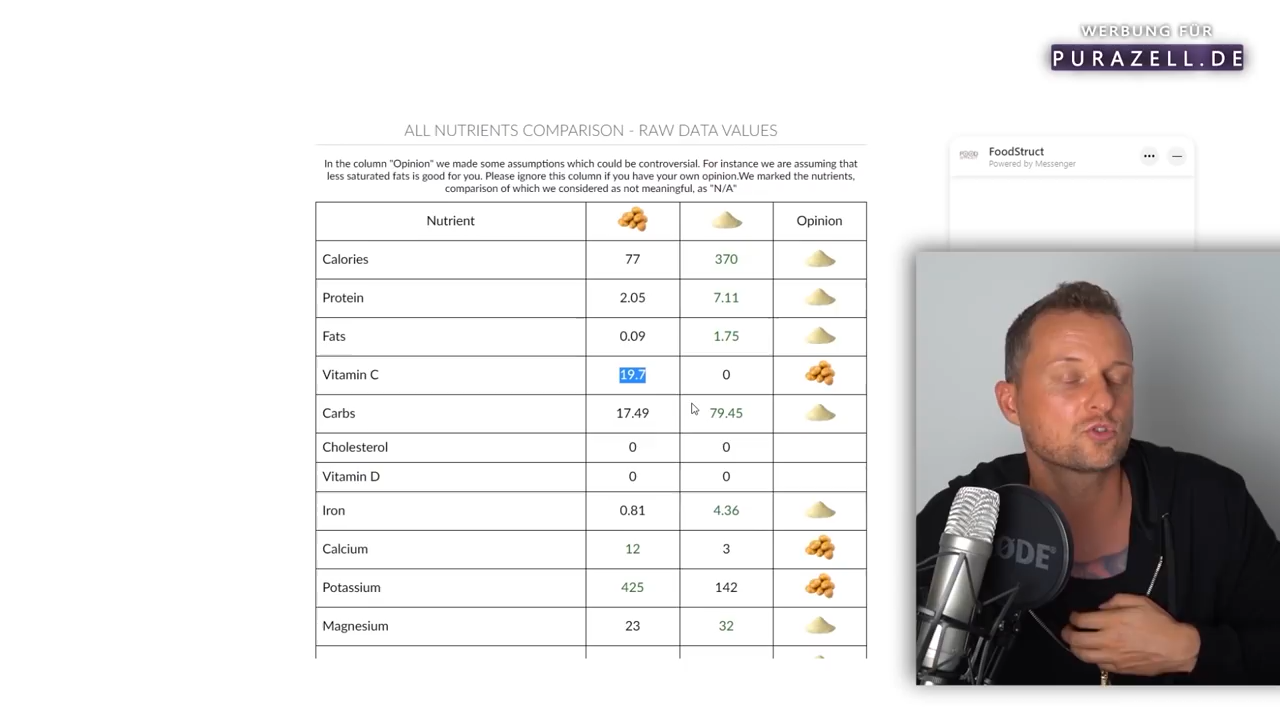 WERBUNG FÜR
PURAZELL.DE
ALL NUTRIENTS COMPARISON - RAW DATA VALUES
In the column "Opinion" we made some assumptions which could be controversial. For instance we are assuming that
less saturated fats is good for you. Please ignore this column if you have your own opinion.We marked the nutrients,
comparison of which we considered as not meaningful, as "N/A"
FoodStruct
Powered by Messenger
Nutrient Opinion
Calories 77 370
Protein 2.05 7.11
Fats 0.09 1.75
Vitamin C 19.7 0
Carbs 17.49 79.45
Cholesterol 0 0
Vitamin D 0 0
Iron 0.81 4.36
Calcium 12 3
Potassium 425 142
Magnesium 23 32